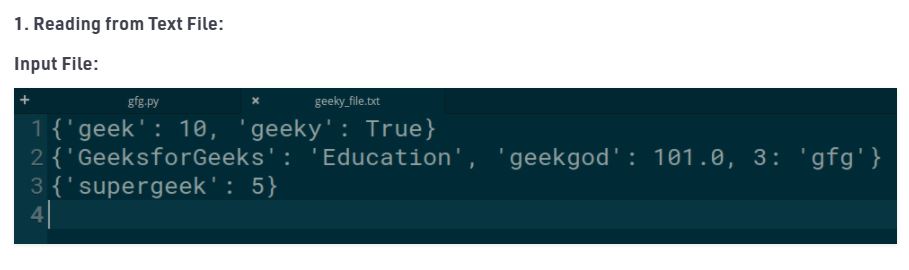 1. Reading from Text File:
Input File:
+ gfg.py × geeky_file.txt
1 {'geek': 10, 'geeky': True}
2 {'GeeksforGeeks': 'Education', 'geekgod': 101.0, 3: 'gfg'}
3 {'supergeek': 5}
4